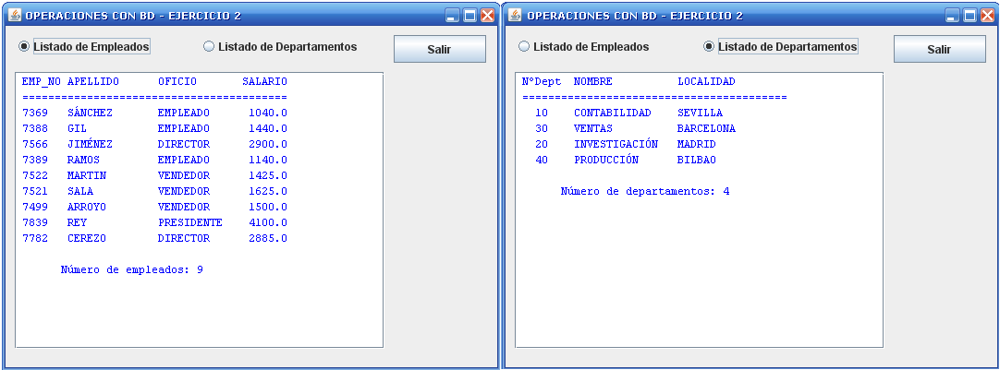 OPERACIONES CON BD - EJERCICIO 2
Listado de Empleados Listado de Departamentos Salir
EMP_NO APELLIDO OFICIO SALARIO
=========================================
7369 SÁNCHEZ EMPLEADO 1040.0
7388 GIL EMPLEADO 1440.0
7566 JIMÉNEZ DIRECTOR 2900.0
7389 RAMOS EMPLEADO 1140.0
7522 MARTIN VENDEDOR 1425.0
7521 SALA VENDEDOR 1625.0
7499 ARROYO VENDEDOR 1500.0
7839 REY PRESIDENTE 4100.0
7782 CEREZO DIRECTOR 2885.0
Número de empleados: 9
OPERACIONES CON BD - EJERCICIO 2
Listado de Empleados Listado de Departamentos Salir
NºDept NOMBRE LOCALIDAD
=========================================
10 CONTABILIDAD SEVILLA
30 VENTAS BARCELONA
20 INVESTIGACIÓN MADRID
40 PRODUCCIÓN BILBAO
Número de departamentos: 4